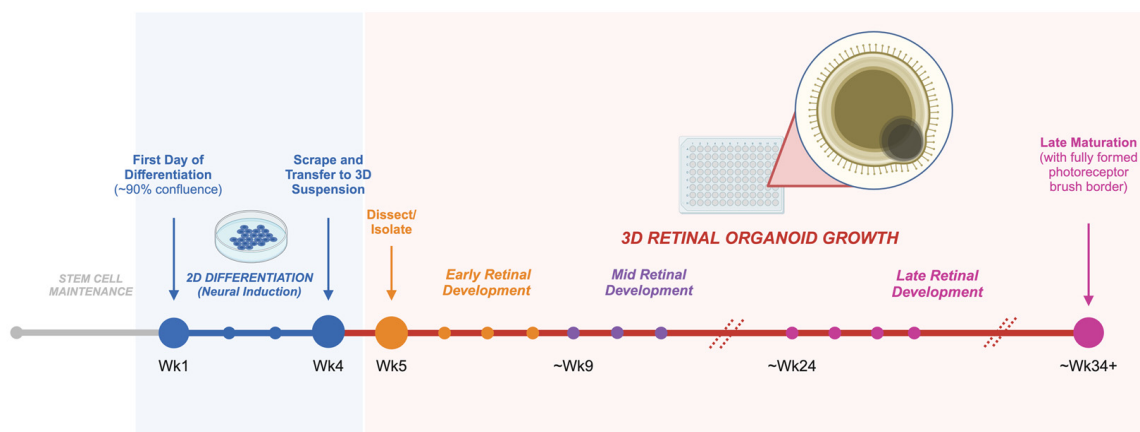 First Day of
Differentiation
(~90% confluence)
Scrape and
Transfer to 3D
Suspension
Dissect/
Isolate
Late Maturation
(with fully formed
photoreceptor
brush border)
3D RETINAL ORGANOID GROWTH
STEM CELL
MAINTENANCE
2D DIFFERENTIATION
(Neural Induction)
Early Retinal
Development
Mid Retinal
Development
Late Retinal
Development
Wk1
Wk4
Wk5
~Wk9
~Wk24
~Wk34+